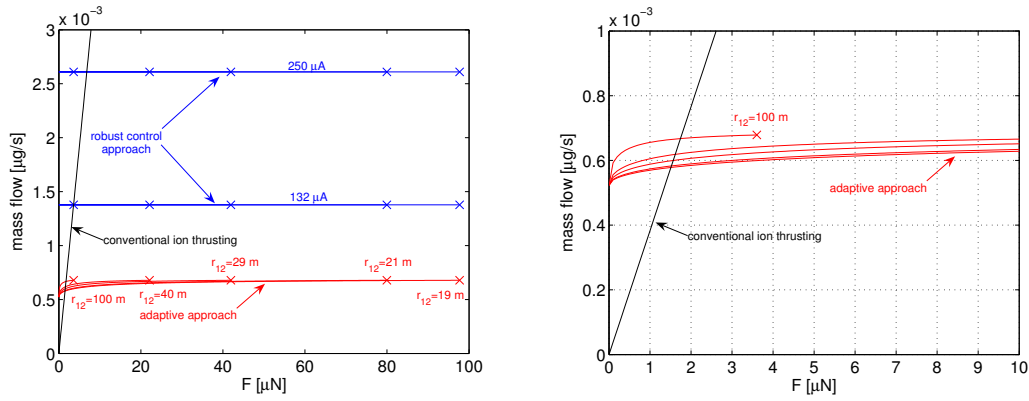 x 10⁻³
3
2.5
2
1.5
1
0.5
0
mass flow [μg/s]
250 μA
robust control
approach
132 μA
conventional ion thrusting
r₁₂=29 m
r₁₂=21 m
r₁₂=100 m
r₁₂=40 m
r₁₂=19 m
adaptive approach
0 20 40 60 80 100
F [μN]
x 10⁻³
1
0.8
0.6
0.4
0.2
0
mass flow [μg/s]
r₁₂=100 m
adaptive approach
conventional ion thrusting
0 1 2 3 4 5 6 7 8 9 10
F [μN]